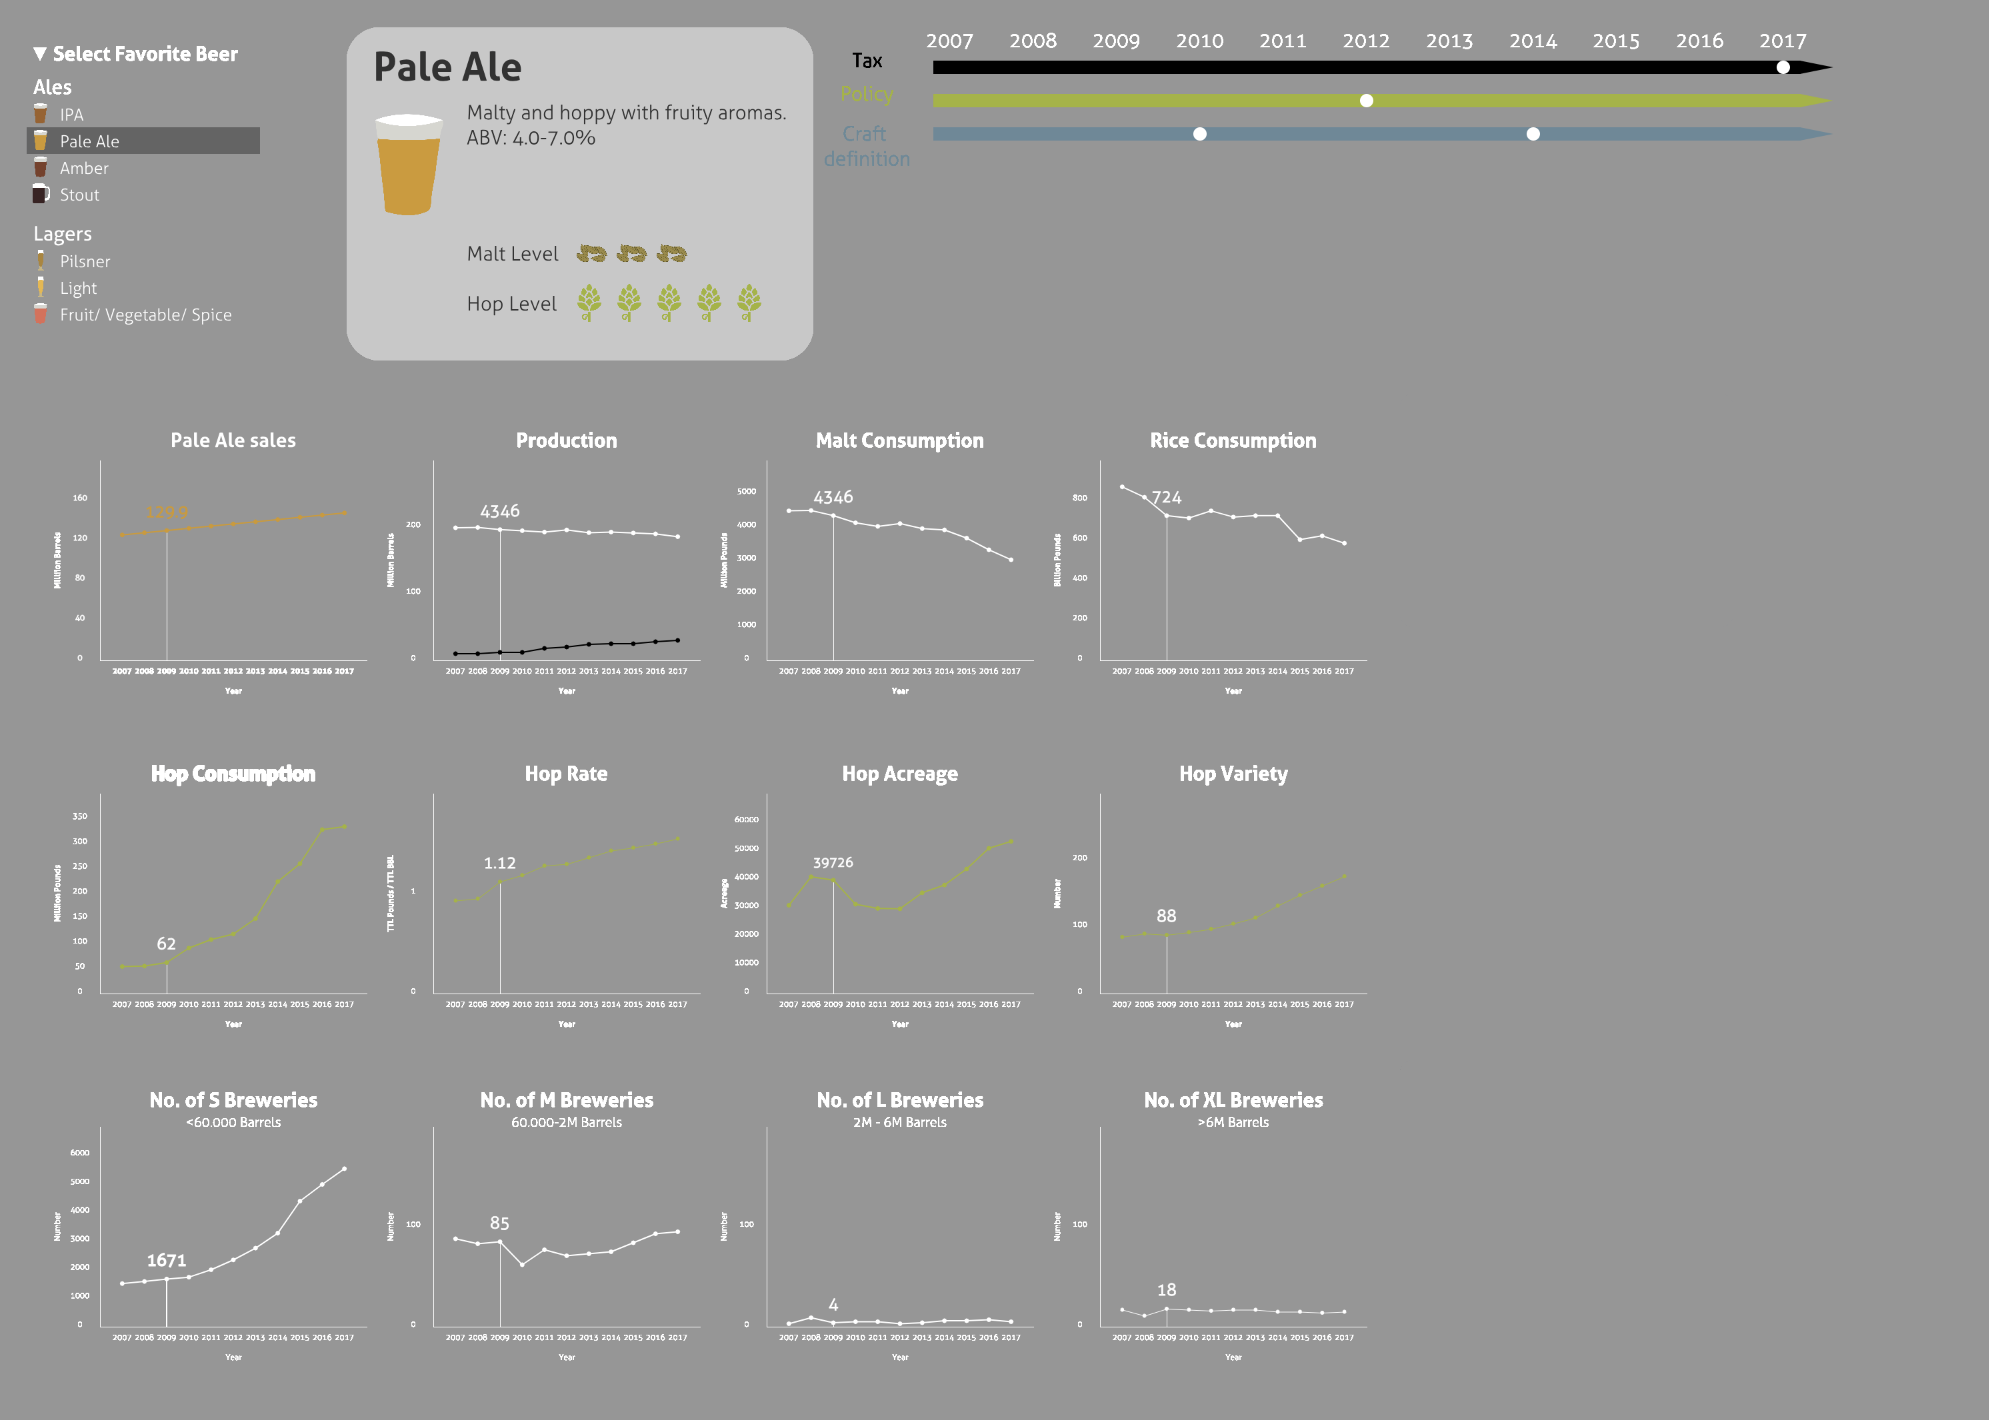 ▼ Select Favorite Beer
Ales
IPA
Pale Ale
Amber
Stout
Lagers
Pilsner
Light
Fruit/ Vegetable/ Spice
Pale Ale
Malty and hoppy with fruity aromas.
ABV: 4.0-7.0%
Malt Level
Hop Level
2007 2008 2009 2010 2011 2012 2013 2014 2015 2016 2017
Tax
Policy
Craft
definition
Pale Ale sales
Million Barrels
160
120
80
40
0
129.9
2007 2008 2009 2010 2011 2012 2013 2014 2015 2016 2017
Year
Production
Million Barrels
200
100
0
4346
2007 2008 2009 2010 2011 2012 2013 2014 2015 2016 2017
Year
Malt Consumption
Million Pounds
5000
4000
3000
2000
1000
0
4346
2007 2008 2009 2010 2011 2012 2013 2014 2015 2016 2017
Year
Rice Consumption
Billion Pounds
800
600
400
200
0
724
2007 2008 2009 2010 2011 2012 2013 2014 2015 2016 2017
Year
Hop Consumption
Million Pounds
350
300
250
200
150
100
50
0
62
2007 2008 2009 2010 2011 2012 2013 2014 2015 2016 2017
Year
Hop Rate
TTL Pounds / TTL BBL
1
0
1.12
2007 2008 2009 2010 2011 2012 2013 2014 2015 2016 2017
Year
Hop Acreage
Acreage
60000
50000
40000
30000
20000
10000
0
39726
2007 2008 2009 2010 2011 2012 2013 2014 2015 2016 2017
Year
Hop Variety
Number
200
100
0
88
2007 2008 2009 2010 2011 2012 2013 2014 2015 2016 2017
Year
No. of S Breweries
<60.000 Barrels
Number
6000
5000
4000
3000
2000
1000
0
1671
2007 2008 2009 2010 2011 2012 2013 2014 2015 2016 2017
Year
No. of M Breweries
60.000-2M Barrels
Number
100
0
85
2007 2008 2009 2010 2011 2012 2013 2014 2015 2016 2017
Year
No. of L Breweries
2M - 6M Barrels
Number
100
0
4
2007 2008 2009 2010 2011 2012 2013 2014 2015 2016 2017
Year
No. of XL Breweries
>6M Barrels
Number
100
0
18
2007 2008 2009 2010 2011 2012 2013 2014 2015 2016 2017
Year